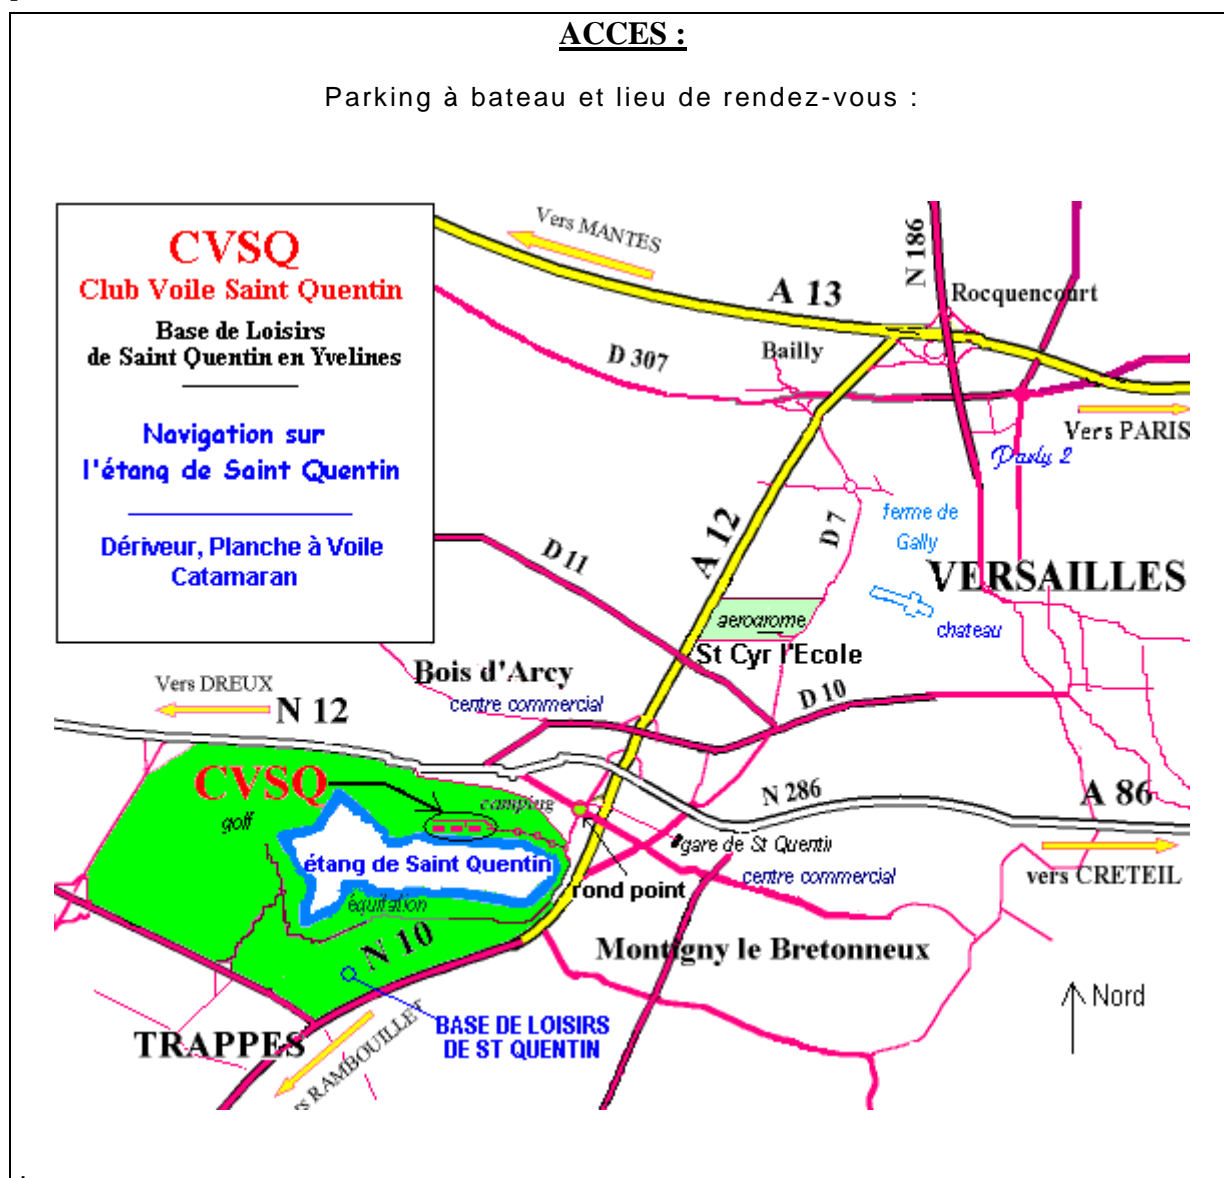 ACCES :
Parking à bateau et lieu de rendez-vous :
CVSQ
Club Voile Saint Quentin
Base de Loisirs
de Saint Quentin en Yvelines
Navigation sur
l'étang de Saint Quentin
Dériveur, Planche à Voile
Catamaran
Vers MANTES
A 13
N 186
Rocquencourt
Bailly
D 307
Vers PARIS
Parly 2
A 12
D 7
ferme de
Gally
D 11
VERSAILLES
aerodrome
chateau
St Cyr l'Ecole
Bois d'Arcy
centre commercial
D 10
Vers DREUX
N 12
CVSQ
camping
golf
N 286
A 86
gare de St Quentin
étang de Saint Quentin
rond point
centre commercial
vers CRETEIL
équitation
N 10
Montigny le Bretonneux
Nord
BASE DE LOISIRS
DE ST QUENTIN
TRAPPES
RAMBOUILLET